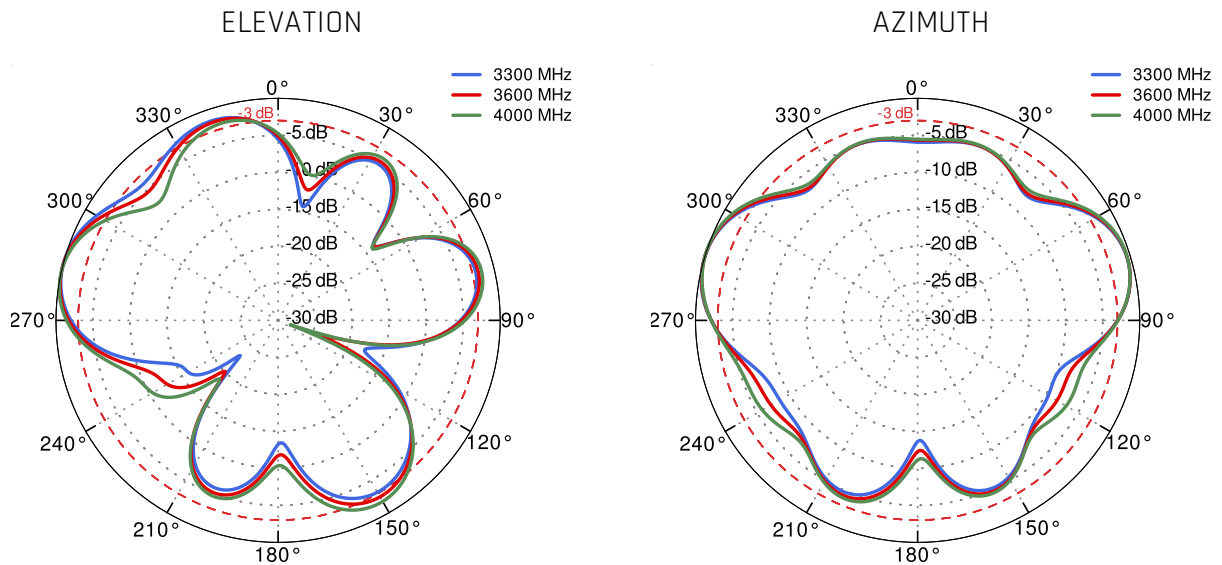 ELEVATION
3300 MHz
3600 MHz
4000 MHz
0°
30°
60°
90°
120°
150°
180°
210°
240°
270°
300°
330°
-3 dB
-5 dB
-10 dB
-15 dB
-20 dB
-25 dB
-30 dB
AZIMUTH
3300 MHz
3600 MHz
4000 MHz
0°
30°
60°
90°
120°
150°
180°
210°
240°
270°
300°
330°
-3 dB
-5 dB
-10 dB
-15 dB
-20 dB
-25 dB
-30 dB